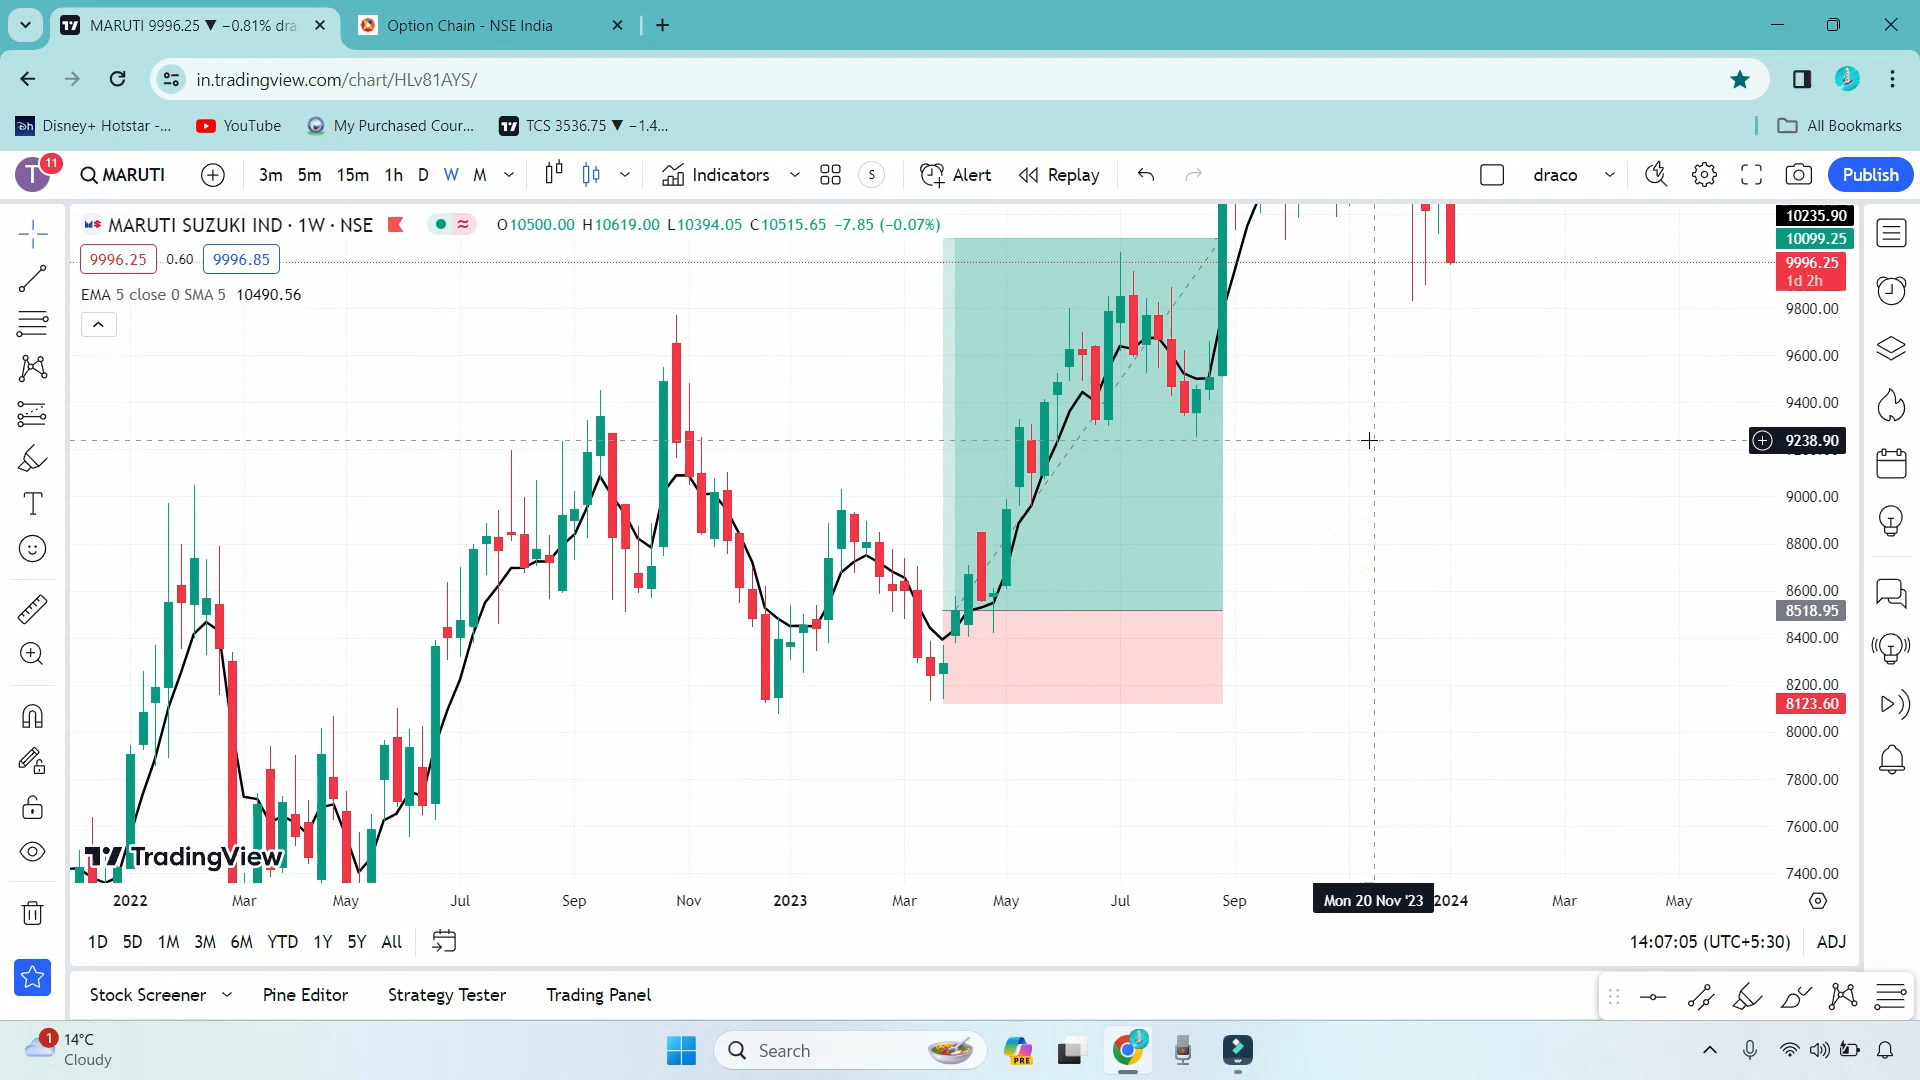 MARUTI 9996.25 ▼ −0.81% dra
Option Chain - NSE India
in.tradingview.com/chart/HLv81AYS/
Disney+ Hotstar -...
YouTube
My Purchased Cour...
TCS 3536.75 ▼ −1.4...
All Bookmarks
T
11
MARUTI
3m 5m 15m 1h D W M
Indicators
S
Alert
Replay
draco
Publish
MARUTI SUZUKI IND · 1W · NSE
O10500.00 H10619.00 L10394.05 C10515.65 −7.85 (−0.07%)
9996.25
0.60
9996.85
EMA 5 close 0 SMA 5 10490.56
10235.90
10099.25
9996.25
1d 2h
9800.00
9600.00
9400.00
9238.90
9000.00
8800.00
8600.00
8518.95
8400.00
8200.00
8123.60
8000.00
7800.00
7600.00
7400.00
TradingView
2022 Mar May Jul Sep Nov 2023 Mar May Jul Sep Mon 20 Nov '23 2024 Mar May
1D 5D 1M 3M 6M YTD 1Y 5Y All
14:07:05 (UTC+5:30)
ADJ
Stock Screener
Pine Editor
Strategy Tester
Trading Panel
1
14°C
Cloudy
Search
PRE